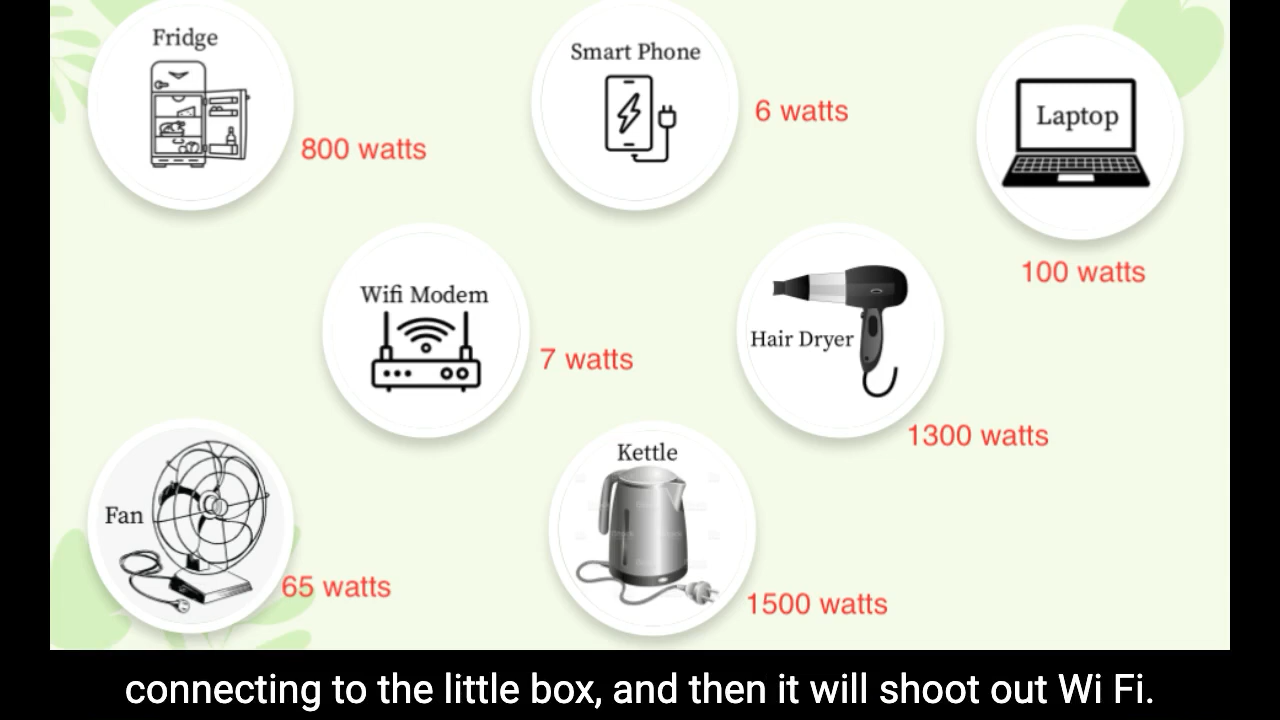 Fridge
800 watts
Smart Phone
6 watts
Laptop
100 watts
Wifi Modem
7 watts
Hair Dryer
1300 watts
Fan
65 watts
Kettle
1500 watts
connecting to the little box, and then it will shoot out Wi Fi.